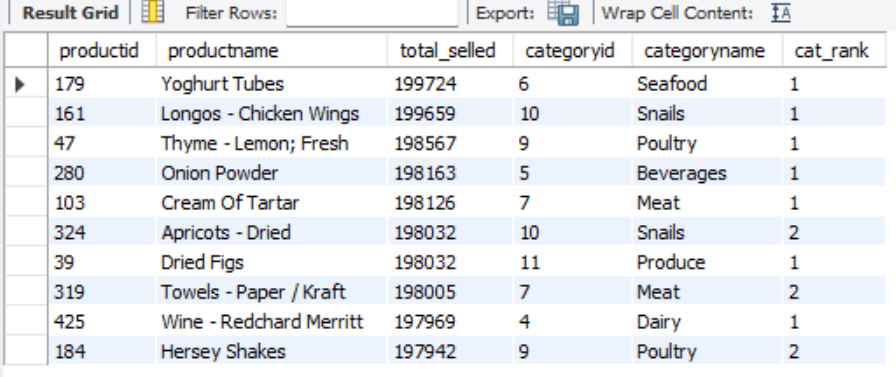 Result Grid Filter Rows: Export: Wrap Cell Content: IA
productid productname total_selled categoryid categoryname cat_rank
179 Yoghurt Tubes 199724 6 Seafood 1
161 Longos - Chicken Wings 199659 10 Snails 1
47 Thyme - Lemon; Fresh 198567 9 Poultry 1
280 Onion Powder 198163 5 Beverages 1
103 Cream Of Tartar 198126 7 Meat 1
324 Apricots - Dried 198032 10 Snails 2
39 Dried Figs 198032 11 Produce 1
319 Towels - Paper / Kraft 198005 7 Meat 2
425 Wine - Redchard Merritt 197969 4 Dairy 1
184 Hersey Shakes 197942 9 Poultry 2